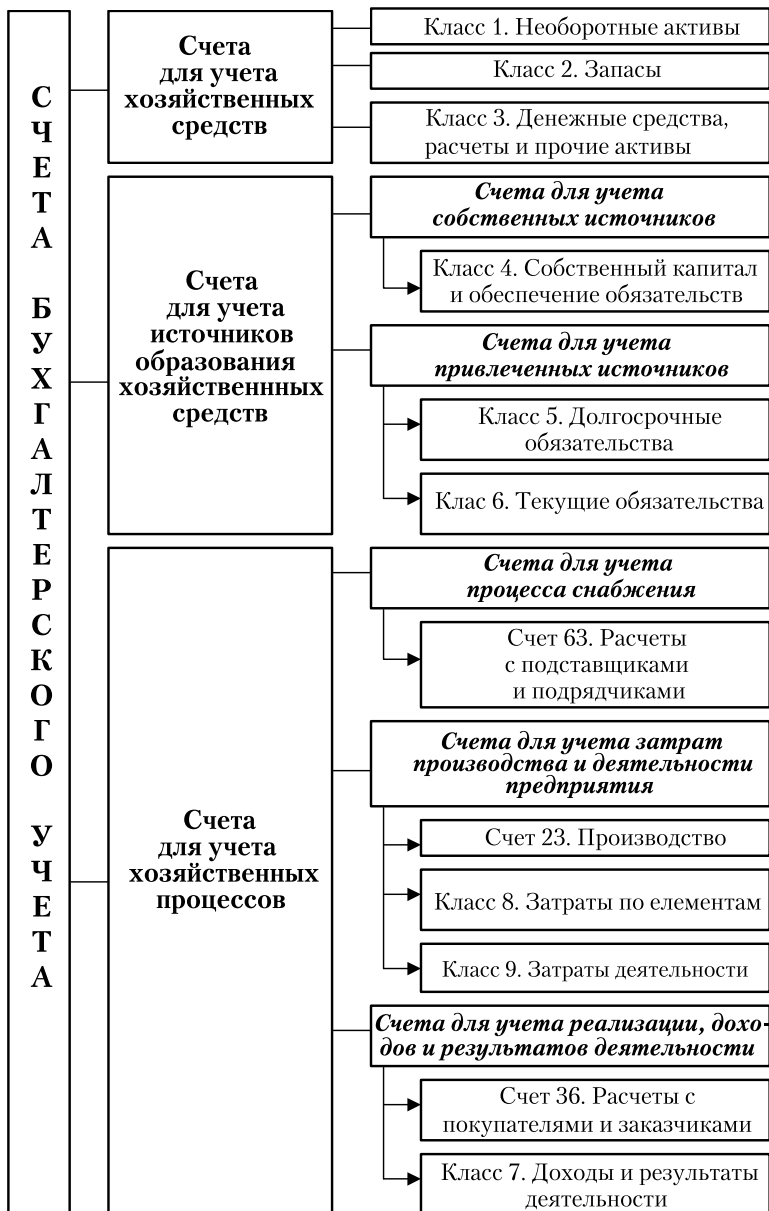 СЧЕТА БУХГАЛТЕРСКОГО УЧЕТА
Счета
для учета
хозяйственных
средств
Класс 1. Необоротные активы
Класс 2. Запасы
Класс 3. Денежные средства,
расчеты и прочие активы
Счета
для учета
источников
образования
хозяйственнных
средств
Счета для учета
собственных источников
Класс 4. Собственный капитал
и обеспечение обязательств
Счета для учета
привлеченных источников
Класс 5. Долгосрочные
обязательства
Клас 6. Текущие обязательства
Счета
для учета
хозяйственных
процессов
Счета для учета
процесса снабжения
Счет 63. Расчеты
с подставщиками
и подрядчиками
Счета для учета затрат
производства и деятельности
предприятия
Счет 23. Производство
Класс 8. Затраты по елементам
Класс 9. Затраты деятельности
Счета для учета реализации, дохо-
дов и результатов деятельности
Счет 36. Расчеты с
покупателями и заказчиками
Класс 7. Доходы и результаты
деятельности